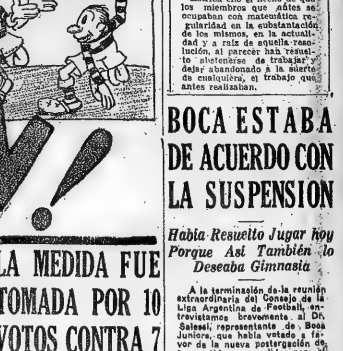 los miembros que antes se
ocupaban con matemática re-
gularidad en la substantación
de los mismos, en la actuali-
dad y a raíz de aquella reso-
lución, al parecer han resuel-
to abstenerse de trabajar y
dejar abandonado á la suerte
de cualquiera, el trabajo que
antes realizaban.
BOCA ESTABA
DE ACUERDO CON
LA SUSPENSION
Había Resuelto Jugar hoy
Porque Así También lo
Deseaba Gimnasia
A la terminación de la reunión
extraordinaria del Consejo de la
Liga Argentina de Football, en-
trevistamos brevemente al Dr.
Salessi, representante de Boca
Juniors, que había votado a fa-
vor de la nueva postergación de
LA MEDIDA FUE
TOMADA POR 10
VOTOS CONTRA 7